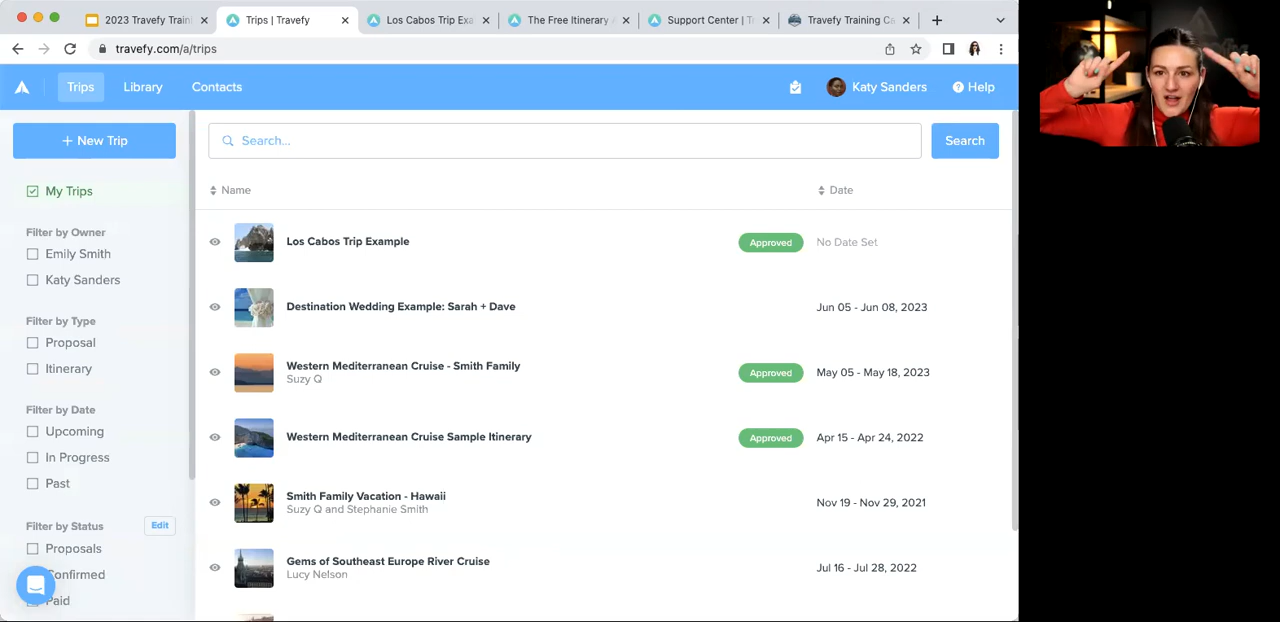 2023 Travefy Traini
Trips | Travefy
Los Cabos Trip Exa
The Free Itinerary
Support Center | T
Travefy Training Ca
travefy.com/a/trips
Trips
Library
Contacts
Katy Sanders
Help
+ New Trip
Search...
Search
My Trips
Filter by Owner
Emily Smith
Katy Sanders
Filter by Type
Proposal
Itinerary
Filter by Date
Upcoming
In Progress
Past
Filter by Status
Edit
Proposals
Confirmed
Paid
Name
Date
Los Cabos Trip Example
Approved
No Date Set
Destination Wedding Example: Sarah + Dave
Jun 05 - Jun 08, 2023
Western Mediterranean Cruise - Smith Family
Suzy Q
Approved
May 05 - May 18, 2023
Western Mediterranean Cruise Sample Itinerary
Approved
Apr 15 - Apr 24, 2022
Smith Family Vacation - Hawaii
Suzy Q and Stephanie Smith
Nov 19 - Nov 29, 2021
Gems of Southeast Europe River Cruise
Lucy Nelson
Jul 16 - Jul 28, 2022